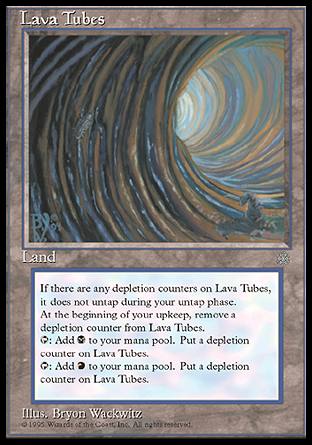 Lava Tubes
Land
If there are any depletion counters on Lava Tubes,
it does not untap during your untap phase.
At the beginning of your upkeep, remove a
depletion counter from Lava Tubes.
: Add to your mana pool. Put a depletion
counter on Lava Tubes.
: Add to your mana pool. Put a depletion
counter on Lava Tubes.
Illus. Bryon Wackwitz
© 1995 Wizards of the Coast, Inc. All rights reserved.